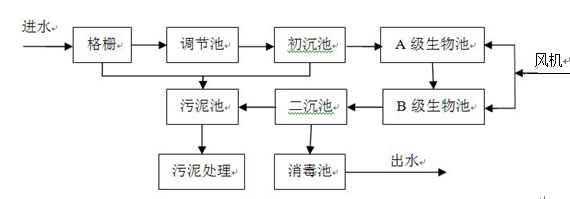 进水
格栅
调节池
初沉池
A 级生物池
风机
污泥池
二沉池
B 级生物池
污泥处理
消毒池
出水